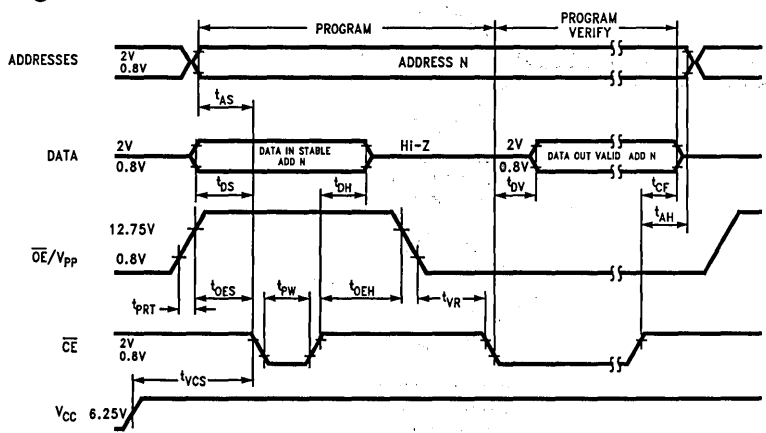 PROGRAM
PROGRAM
VERIFY
ADDRESSES
2V
0.8V
ADDRESS N
tAS
DATA
2V
0.8V
DATA IN STABLE
ADD N
Hi-Z
2V
0.8V
DATA OUT VALID ADD N
tDS
tDH
tDV
tCF
tAH
OE/VPP
12.75V
0.8V
tPRT
tOES
tPW
tOEH
tVR
CE
2V
0.8V
tVCS
VCC 6.25V